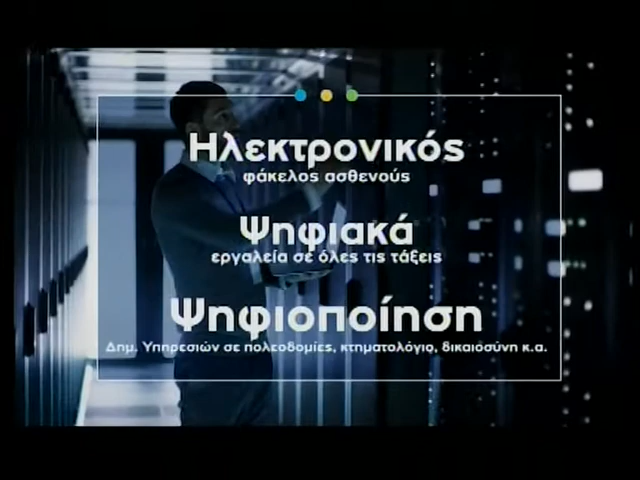 Ηλεκτρονικός
φάκελος ασθενούς
Ψηφιακά
εργαλεία σε όλες τις τάξεις
Ψηφιοποίηση
Δημ. Υπηρεσιών σε πολεοδομίες, κτηματολόγιο, δικαιοσύνη κ.α.